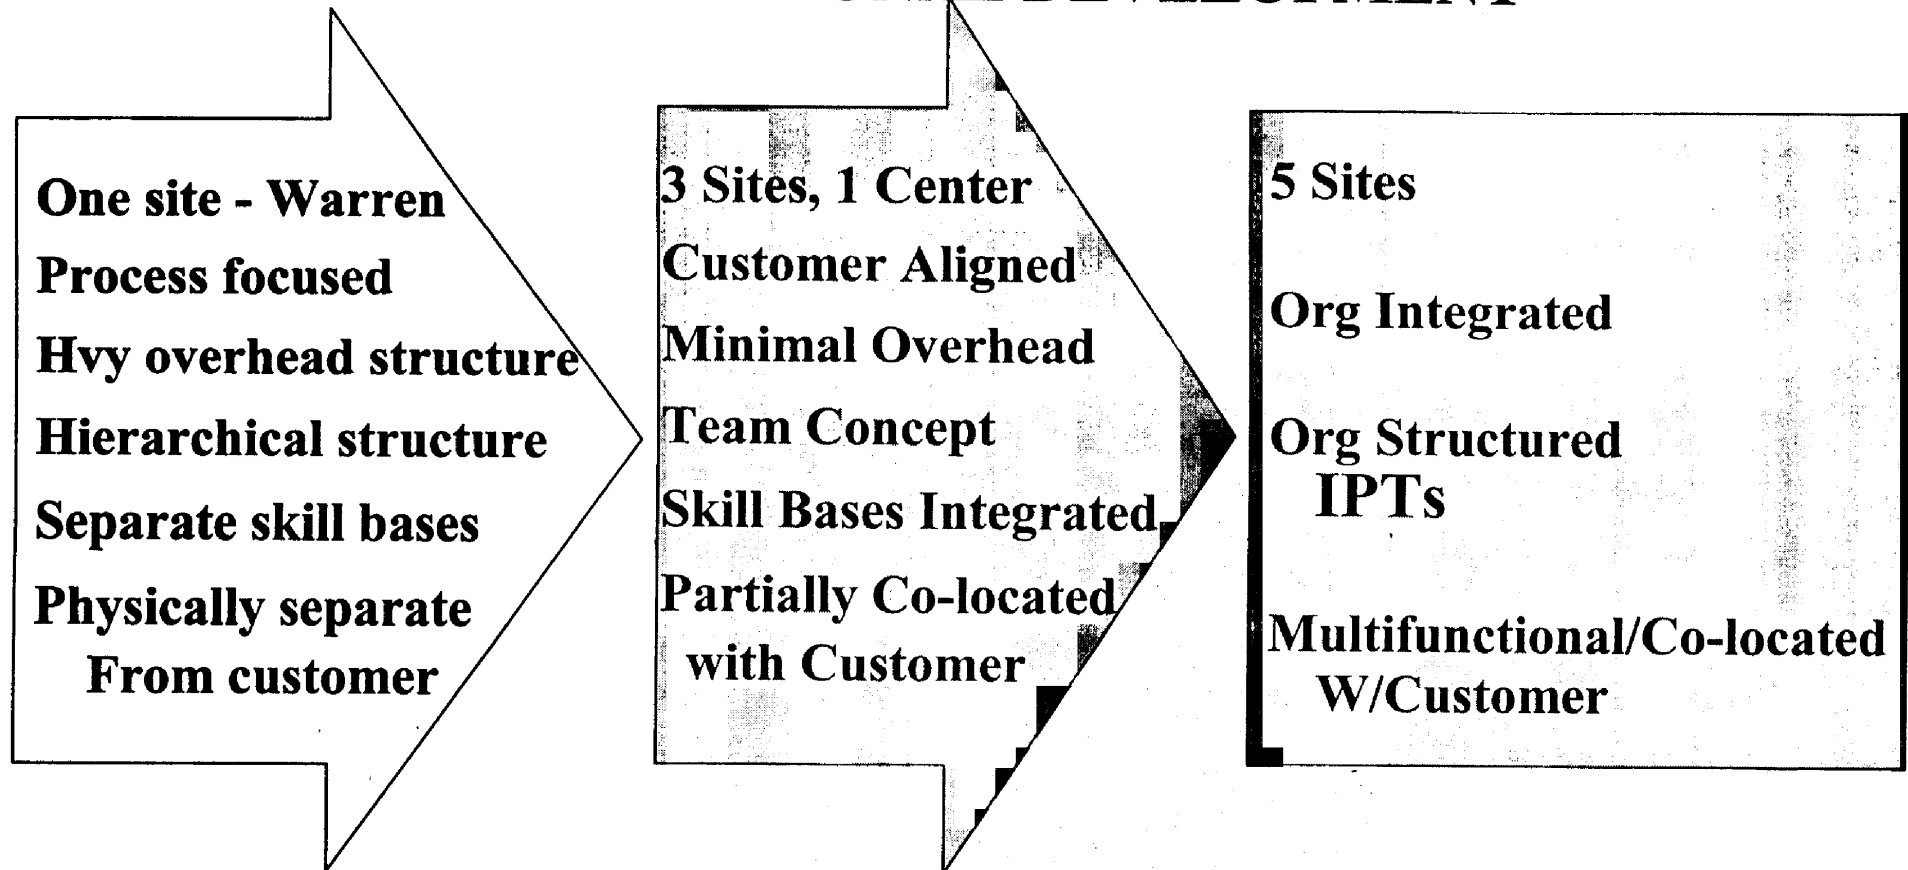 DEVELOPMENT
One site - Warren
Process focused
Hvy overhead structure
Hierarchical structure
Separate skill bases
Physically separate
From customer
3 Sites, 1 Center
Customer Aligned
Minimal Overhead
Team Concept
Skill Bases Integrated
Partially Co-located
with Customer
5 Sites
Org Integrated
Org Structured
IPTs
Multifunctional/Co-located
W/Customer